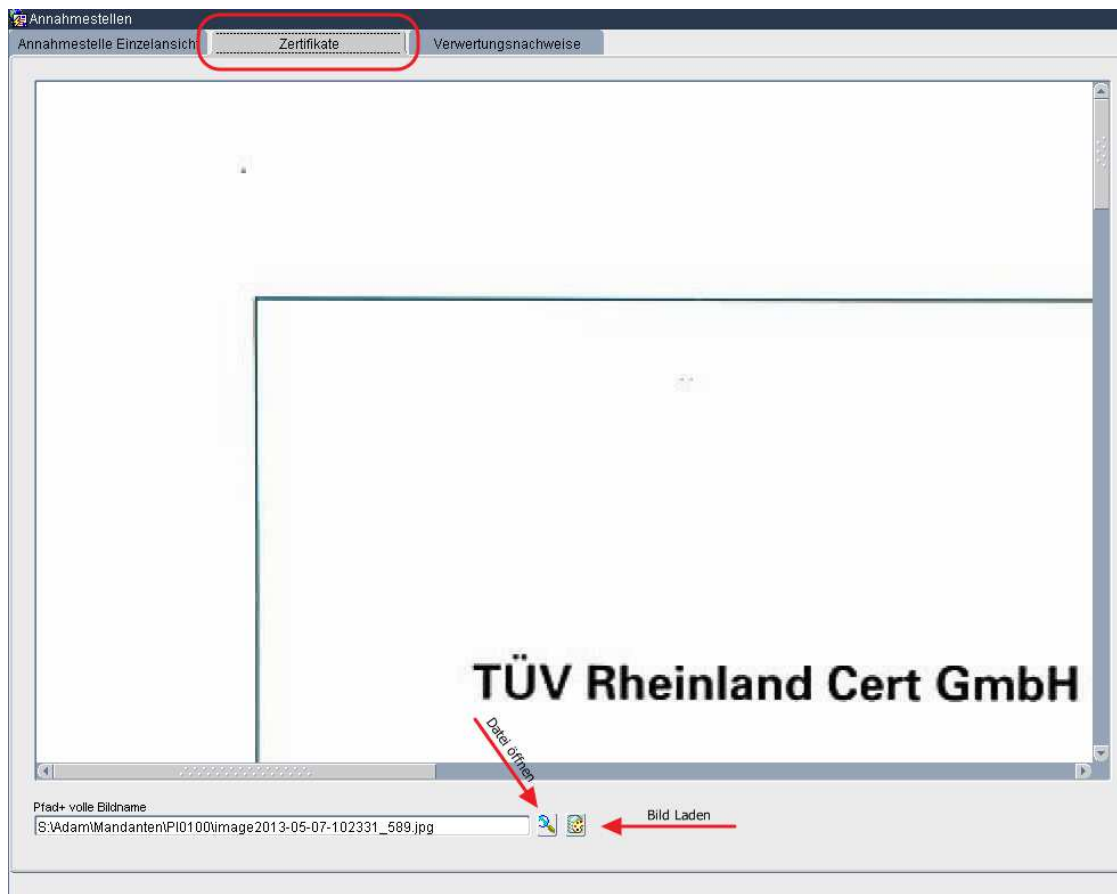 Annahmestellen
Annahmestelle Einzelansich Zertifikate Verwertungsnachweise
TÜV Rheinland Cert GmbH
Datei öffnen
Pfad+ volle Bildname
S:\Adam\Mandanten\PI0100\image2013-05-07-102331_589.jpg
Bild Laden